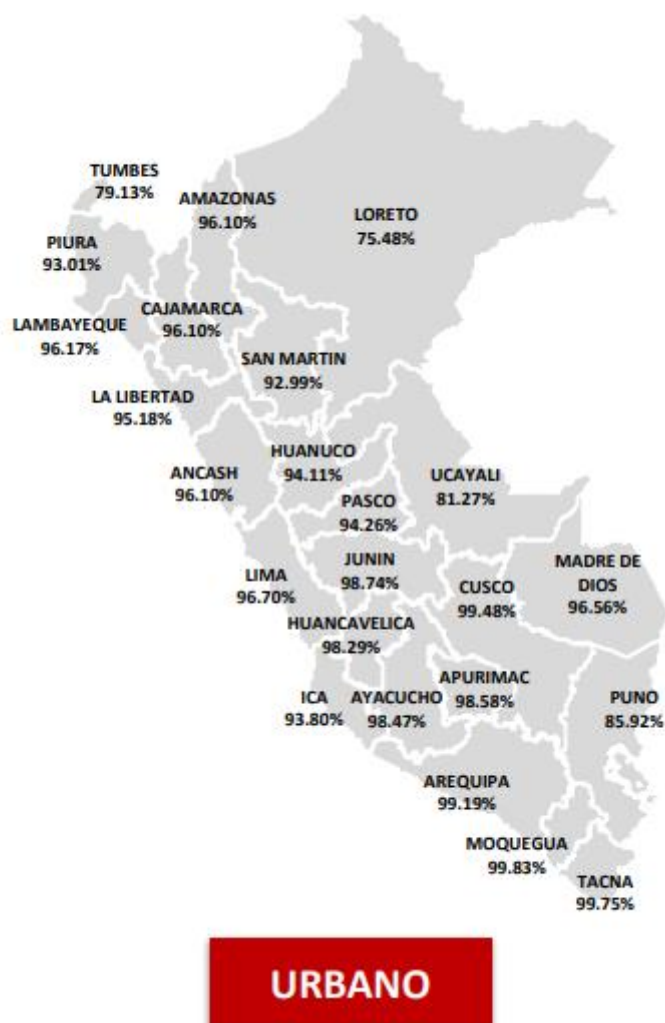 TUMBES
79.13%
AMAZONAS
96.10%
LORETO
75.48%
PIURA
93.01%
CAJAMARCA
96.10%
LAMBAYEQUE
96.17%
SAN MARTIN
92.99%
LA LIBERTAD
95.18%
HUANUCO
94.11%
ANCASH
96.10%
UCAYALI
81.27%
PASCO
94.26%
JUNIN
98.74%
LIMA
96.70%
CUSCO
99.48%
MADRE DE
DIOS
96.56%
HUANCAVELICA
98.29%
APURIMAC
98.58%
ICA
93.80%
AYACUCHO
98.47%
PUNO
85.92%
AREQUIPA
99.19%
MOQUEGUA
99.83%
TACNA
99.75%
URBANO